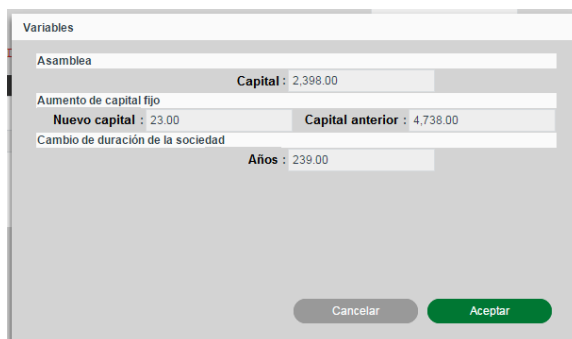 Variables
Asamblea
Capital : 2,398.00
Aumento de capital fijo
Nuevo capital : 23.00 Capital anterior : 4,738.00
Cambio de duración de la sociedad
Años : 239.00
Cancelar Aceptar